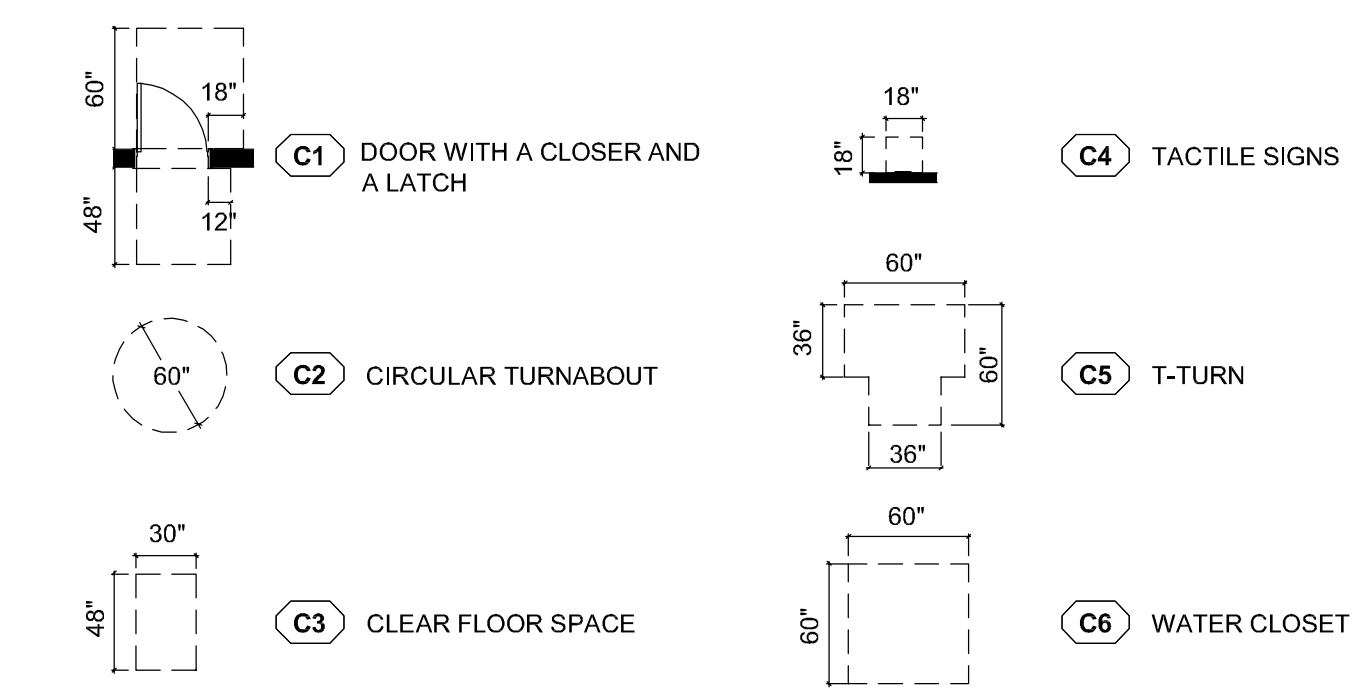 60"
18"
C1
DOOR WITH A CLOSER AND
A LATCH
48"
12"
60"
C2
CIRCULAR TURNABOUT
30"
48"
C3
CLEAR FLOOR SPACE
18"
18"
C4
TACTILE SIGNS
60"
36"
60"
36"
C5
T-TURN
60"
60"
C6
WATER CLOSET